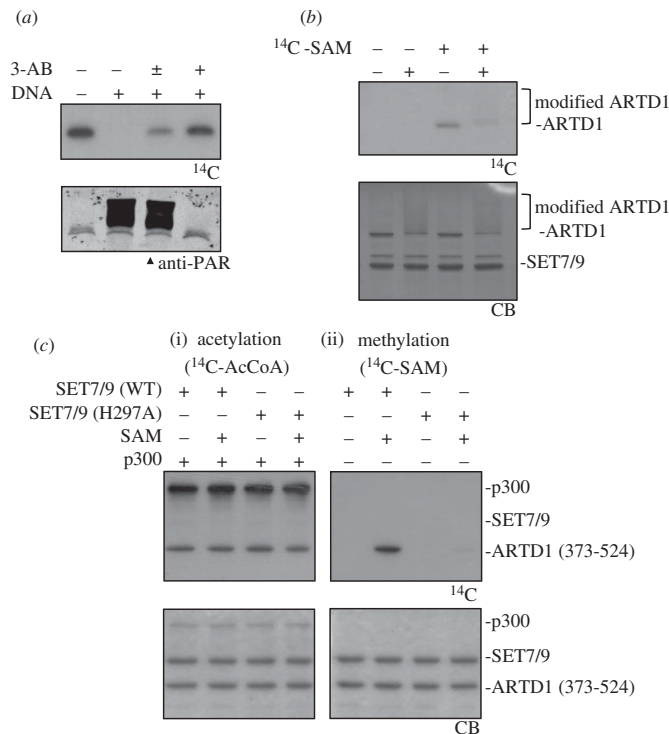 (a)
3-AB – – ± +
DNA – + + +
14C
▲ anti-PAR
(b)
14C -SAM – – + +
– + – +
modified ARTD1
-ARTD1
14C
modified ARTD1
-ARTD1
-SET7/9
CB
(c)
(i) acetylation
(14C-AcCoA)
(ii) methylation
(14C-SAM)
SET7/9 (WT) + + – – + + – –
SET7/9 (H297A) – – + + – – + +
SAM – + – + – + – +
p300 + + + + – – – –
-p300
-SET7/9
-ARTD1 (373-524)
14C
-p300
-SET7/9
-ARTD1 (373-524)
CB